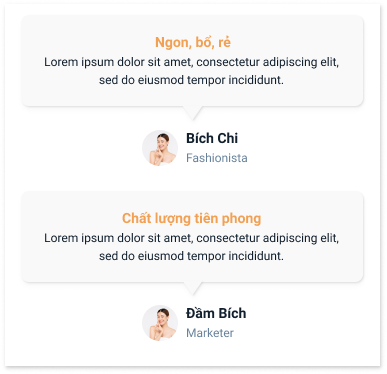 Ngon, bổ, rẻ
Lorem ipsum dolor sit amet, consectetur adipiscing elit,
sed do eiusmod tempor incididunt.
Bích Chi
Fashionista
Chất lượng tiên phong
Lorem ipsum dolor sit amet, consectetur adipiscing elit,
sed do eiusmod tempor incididunt.
Đầm Bích
Marketer